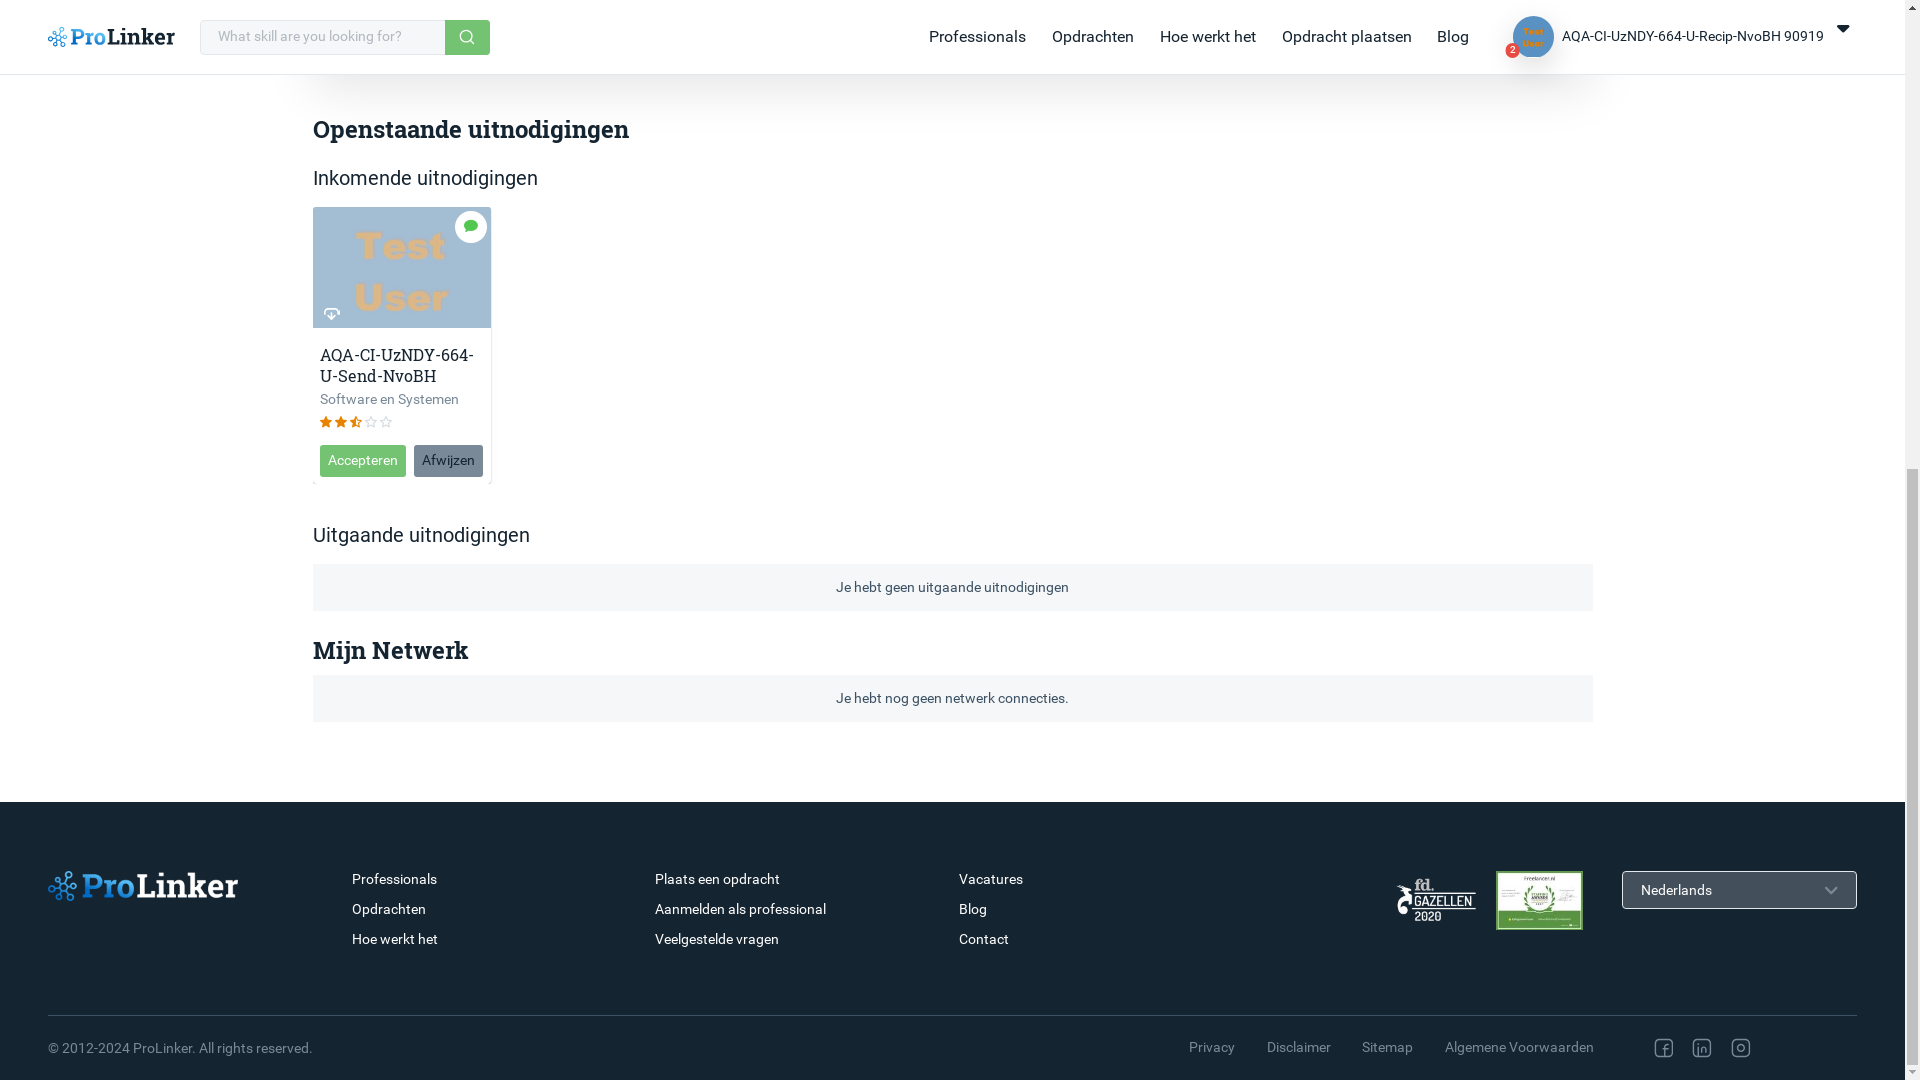 ProLinker
What skill are you looking for?
Professionals
Opdrachten
Hoe werkt het
Opdracht plaatsen
Blog
2
AQA-CI-UzNDY-664-U-Recip-NvoBH 90919
Openstaande uitnodigingen
Inkomende uitnodigingen
Test
User
AQA-CI-UzNDY-664-
U-Send-NvoBH
Software en Systemen
Accepteren
Afwijzen
Uitgaande uitnodigingen
Je hebt geen uitgaande uitnodigingen
Mijn Netwerk
Je hebt nog geen netwerk connecties.
ProLinker
Professionals
Opdrachten
Hoe werkt het
Plaats een opdracht
Aanmelden als professional
Veelgestelde vragen
Vacatures
Blog
Contact
fd.
GAZELLEN
2020
Freelancer.nl
Nederlands
© 2012-2024 ProLinker. All rights reserved.
Privacy
Disclaimer
Sitemap
Algemene Voorwaarden